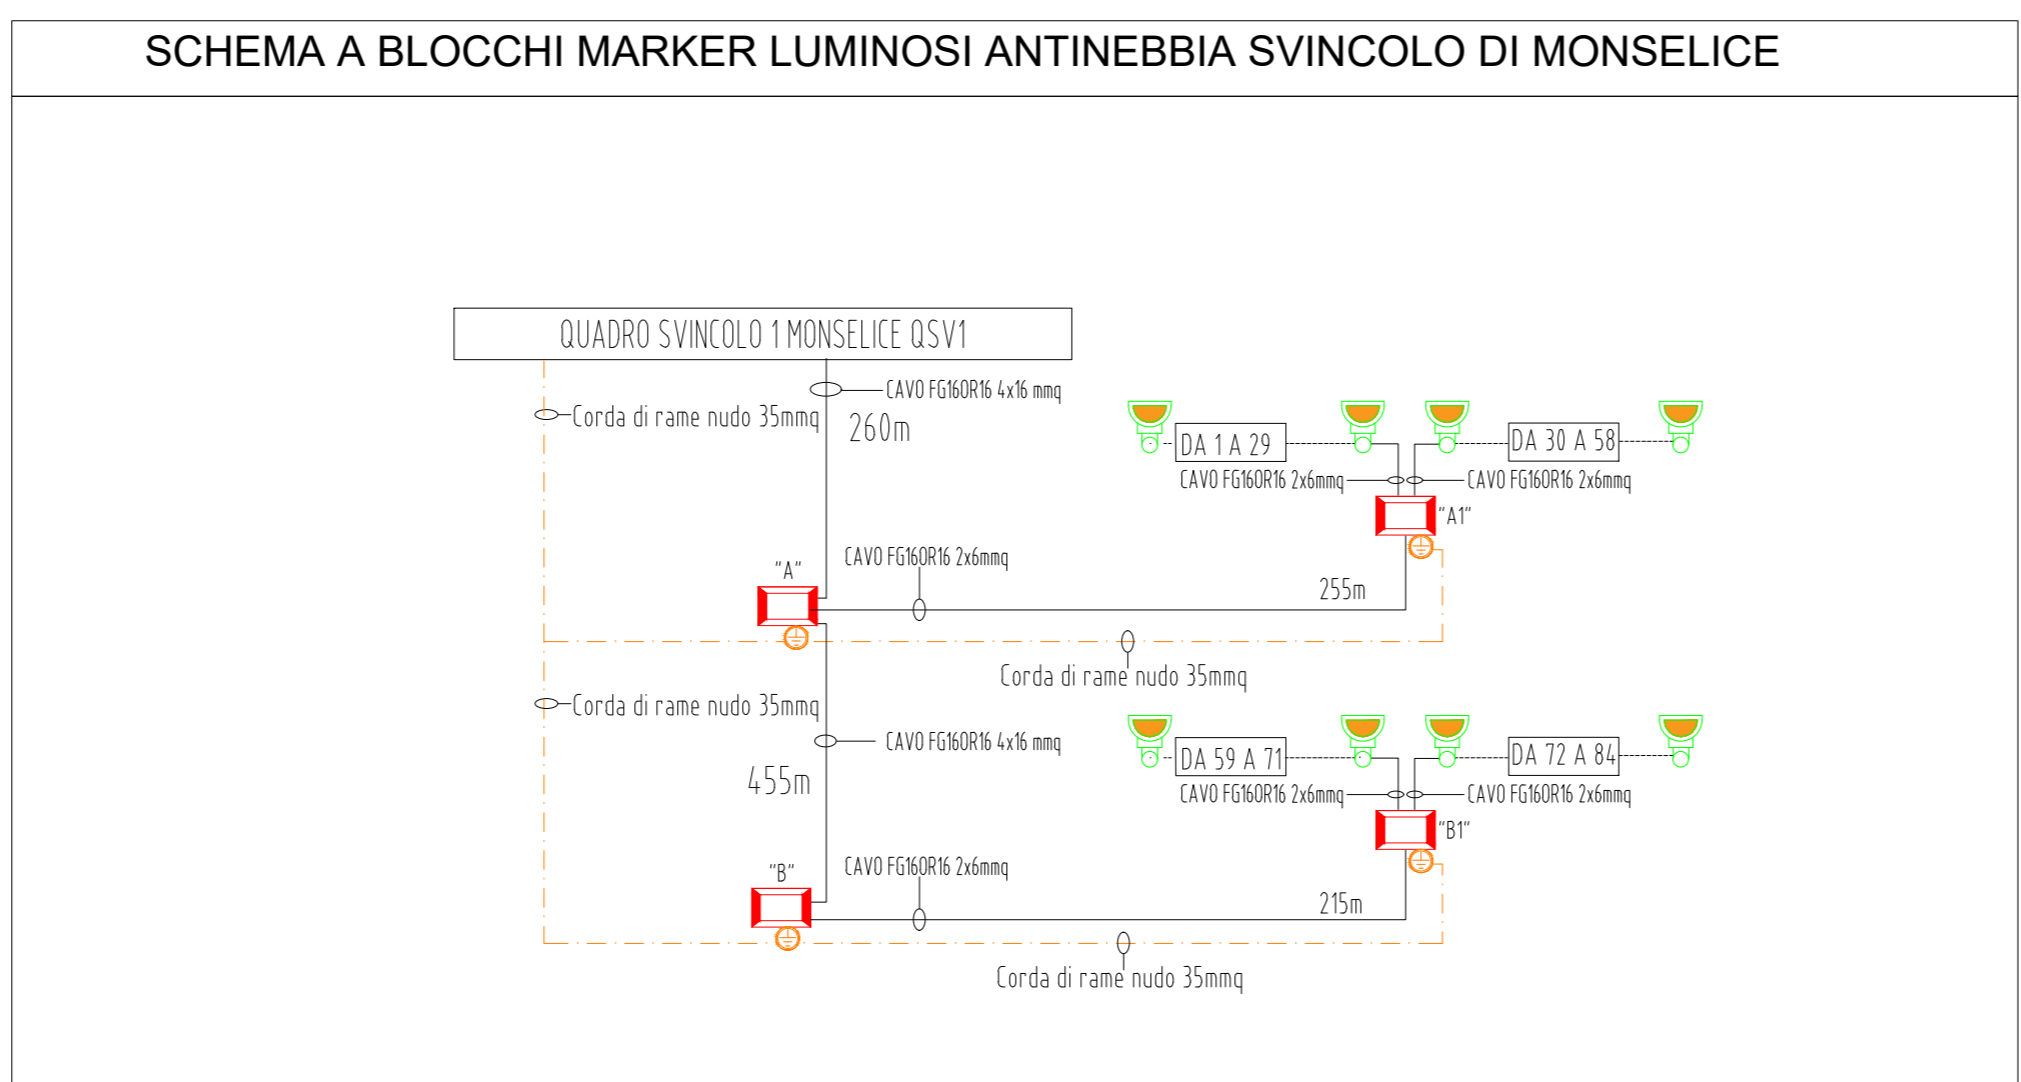 SCHEMA A BLOCCHI MARKER LUMINOSI ANTINEBBIA SVINCOLO DI MONSELICE
QUADRO SVINCOLO 1 MONSELICE QSV1
CAVO FG16OR16 4x16 mmq
Corda di rame nudo 35mmq
260m
DA 1 A 29
DA 30 A 58
CAVO FG16OR16 2x6mmq
CAVO FG16OR16 2x6mmq
"A1"
CAVO FG16OR16 2x6mmq
"A"
255m
Corda di rame nudo 35mmq
Corda di rame nudo 35mmq
CAVO FG16OR16 4x16 mmq
455m
DA 59 A 71
DA 72 A 84
CAVO FG16OR16 2x6mmq
CAVO FG16OR16 2x6mmq
"B1"
CAVO FG16OR16 2x6mmq
"B"
215m
Corda di rame nudo 35mmq